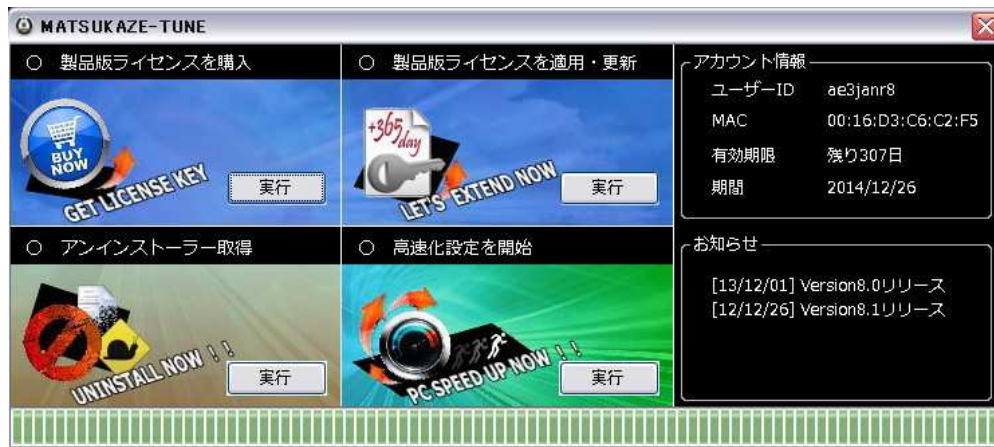 MATSUKAZE-TUNE
製品版ライセンスを購入
BUY NOW
GET LICENSE KEY
実行
製品版ライセンスを適用・更新
+365 day
LET'S EXTEND NOW
実行
アンインストーラー取得
UNINSTALL NOW !!
実行
高速化設定を開始
PC SPEED UP NOW !!
実行
アカウント情報
ユーザーID ae3janr8
MAC 00:16:D3:C6:C2:F5
有効期限 残り307日
期間 2014/12/26
お知らせ
[13/12/01] Version8.0リリース
[12/12/26] Version8.1リリース